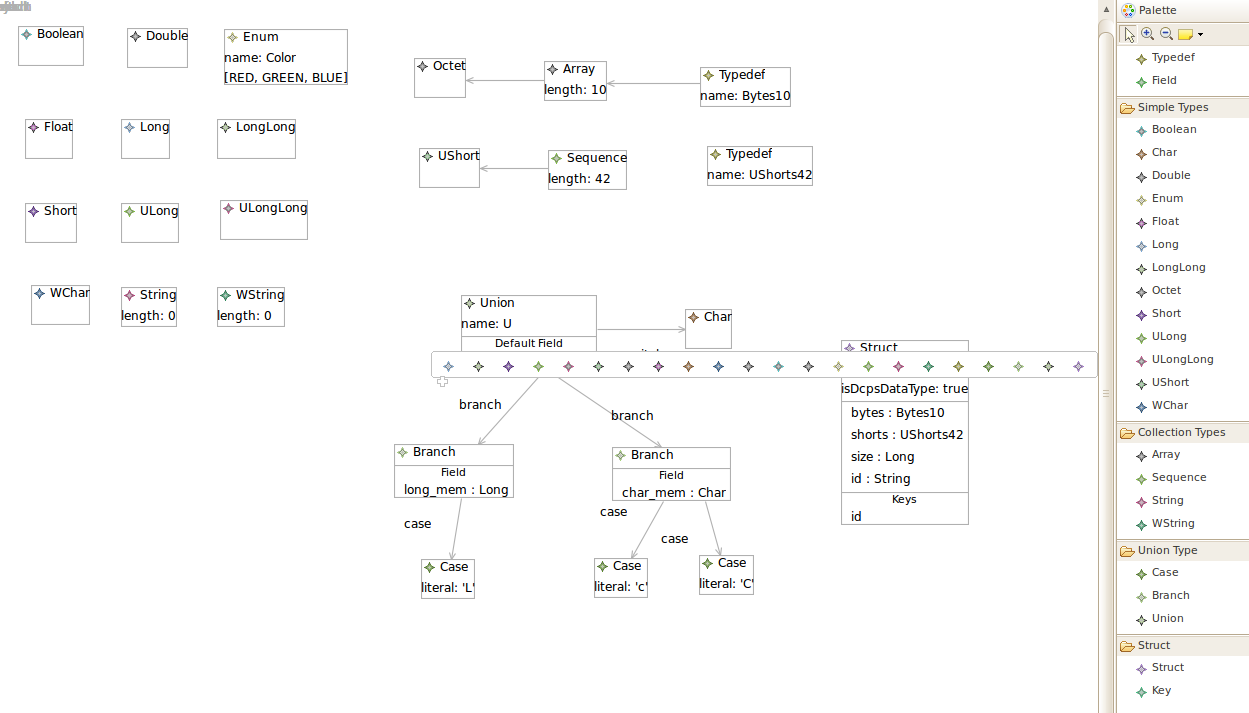 Boolean
Double
Enum
name: Color
[RED, GREEN, BLUE]
Octet
Array
length: 10
Typedef
name: Bytes10
Float
Long
LongLong
UShort
Sequence
length: 42
Typedef
name: UShorts42
Short
ULong
ULongLong
WChar
String
length: 0
WString
length: 0
Union
name: U
Default Field
Char
Struct
isDcpsDataType: true
bytes : Bytes10
shorts : UShorts42
size : Long
id : String
Keys
id
branch
branch
Branch
Field
long_mem : Long
Branch
Field
char_mem : Char
case
case
case
Case
literal: 'L'
Case
literal: 'c'
Case
literal: 'C'
Palette
Typedef
Field
Simple Types
Boolean
Char
Double
Enum
Float
Long
LongLong
Octet
Short
ULong
ULongLong
UShort
WChar
Collection Types
Array
Sequence
String
WString
Union Type
Case
Branch
Union
Struct
Struct
Key